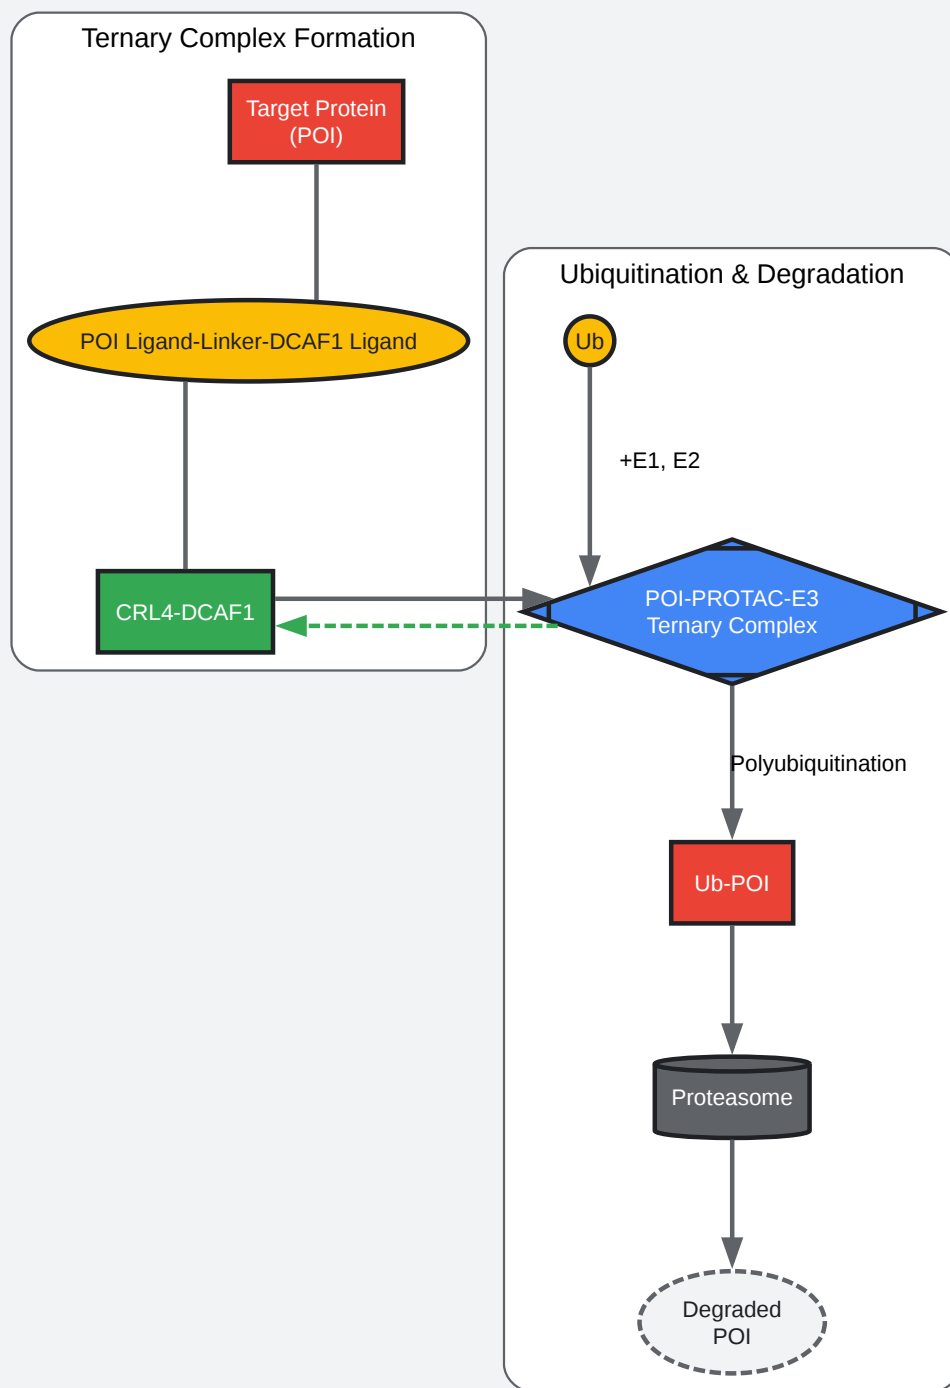 Ternary Complex Formation
Target Protein
(POI)
POI Ligand-Linker-DCAF1 Ligand
CRL4-DCAF1
Ubiquitination & Degradation
Ub
+E1, E2
POI-PROTAC-E3
Ternary Complex
Polyubiquitination
Ub-POI
Proteasome
Degraded
POI